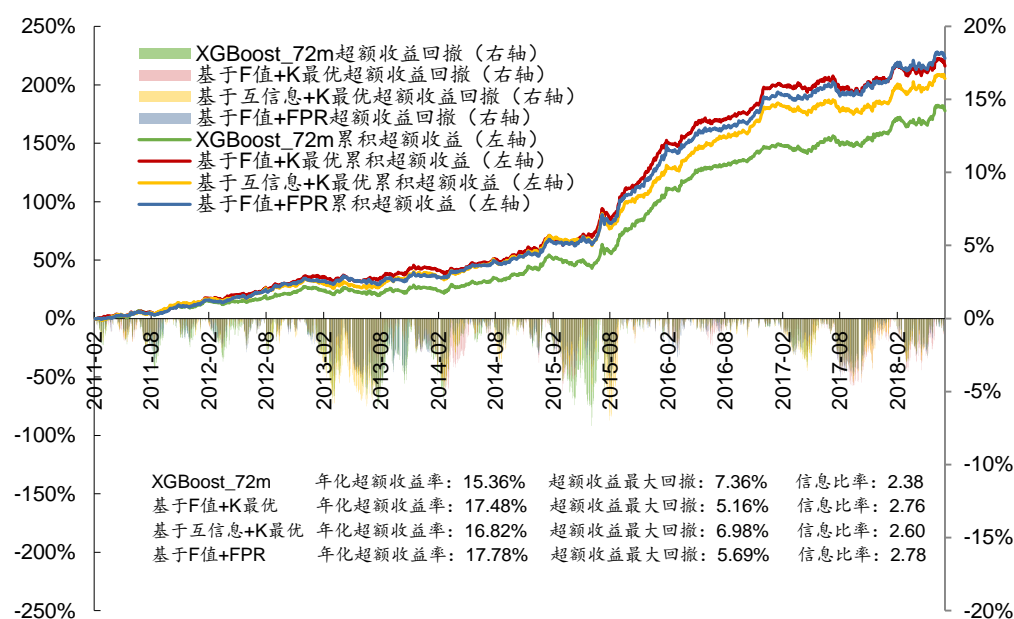 250%
200%
150%
100%
50%
0%
-50%
-100%
-150%
-200%
-250%
20%
15%
10%
5%
0%
-5%
-10%
-15%
-20%
XGBoost_72m超额收益回撤（右轴）
基于F值+K最优超额收益回撤（右轴）
基于互信息+K最优超额收益回撤（右轴）
基于F值+FPR超额收益回撤（右轴）
XGBoost_72m累积超额收益（左轴）
基于F值+K最优累积超额收益（左轴）
基于互信息+K最优累积超额收益（左轴）
基于F值+FPR累积超额收益（左轴）
2011-02
2011-08
2012-02
2012-08
2013-02
2013-08
2014-02
2014-08
2015-02
2015-08
2016-02
2016-08
2017-02
2017-08
2018-02
XGBoost_72m 年化超额收益率：15.36% 超额收益最大回撤：7.36% 信息比率：2.38
基于F值+K最优 年化超额收益率：17.48% 超额收益最大回撤：5.16% 信息比率：2.76
基于互信息+K最优 年化超额收益率：16.82% 超额收益最大回撤：6.98% 信息比率：2.60
基于F值+FPR 年化超额收益率：17.78% 超额收益最大回撤：5.69% 信息比率：2.78